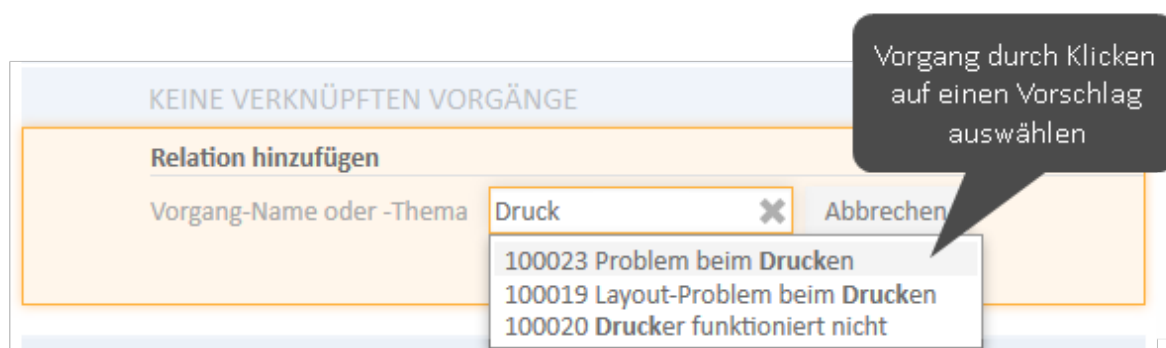 Vorgang durch Klicken
auf einen Vorschlag
auswählen
KEINE VERKNÜPFTEN VORGÄNGE
Relation hinzufügen
Vorgang-Name oder -Thema Druck Abbrechen
100023 Problem beim Drucken
100019 Layout-Problem beim Drucken
100020 Drucker funktioniert nicht